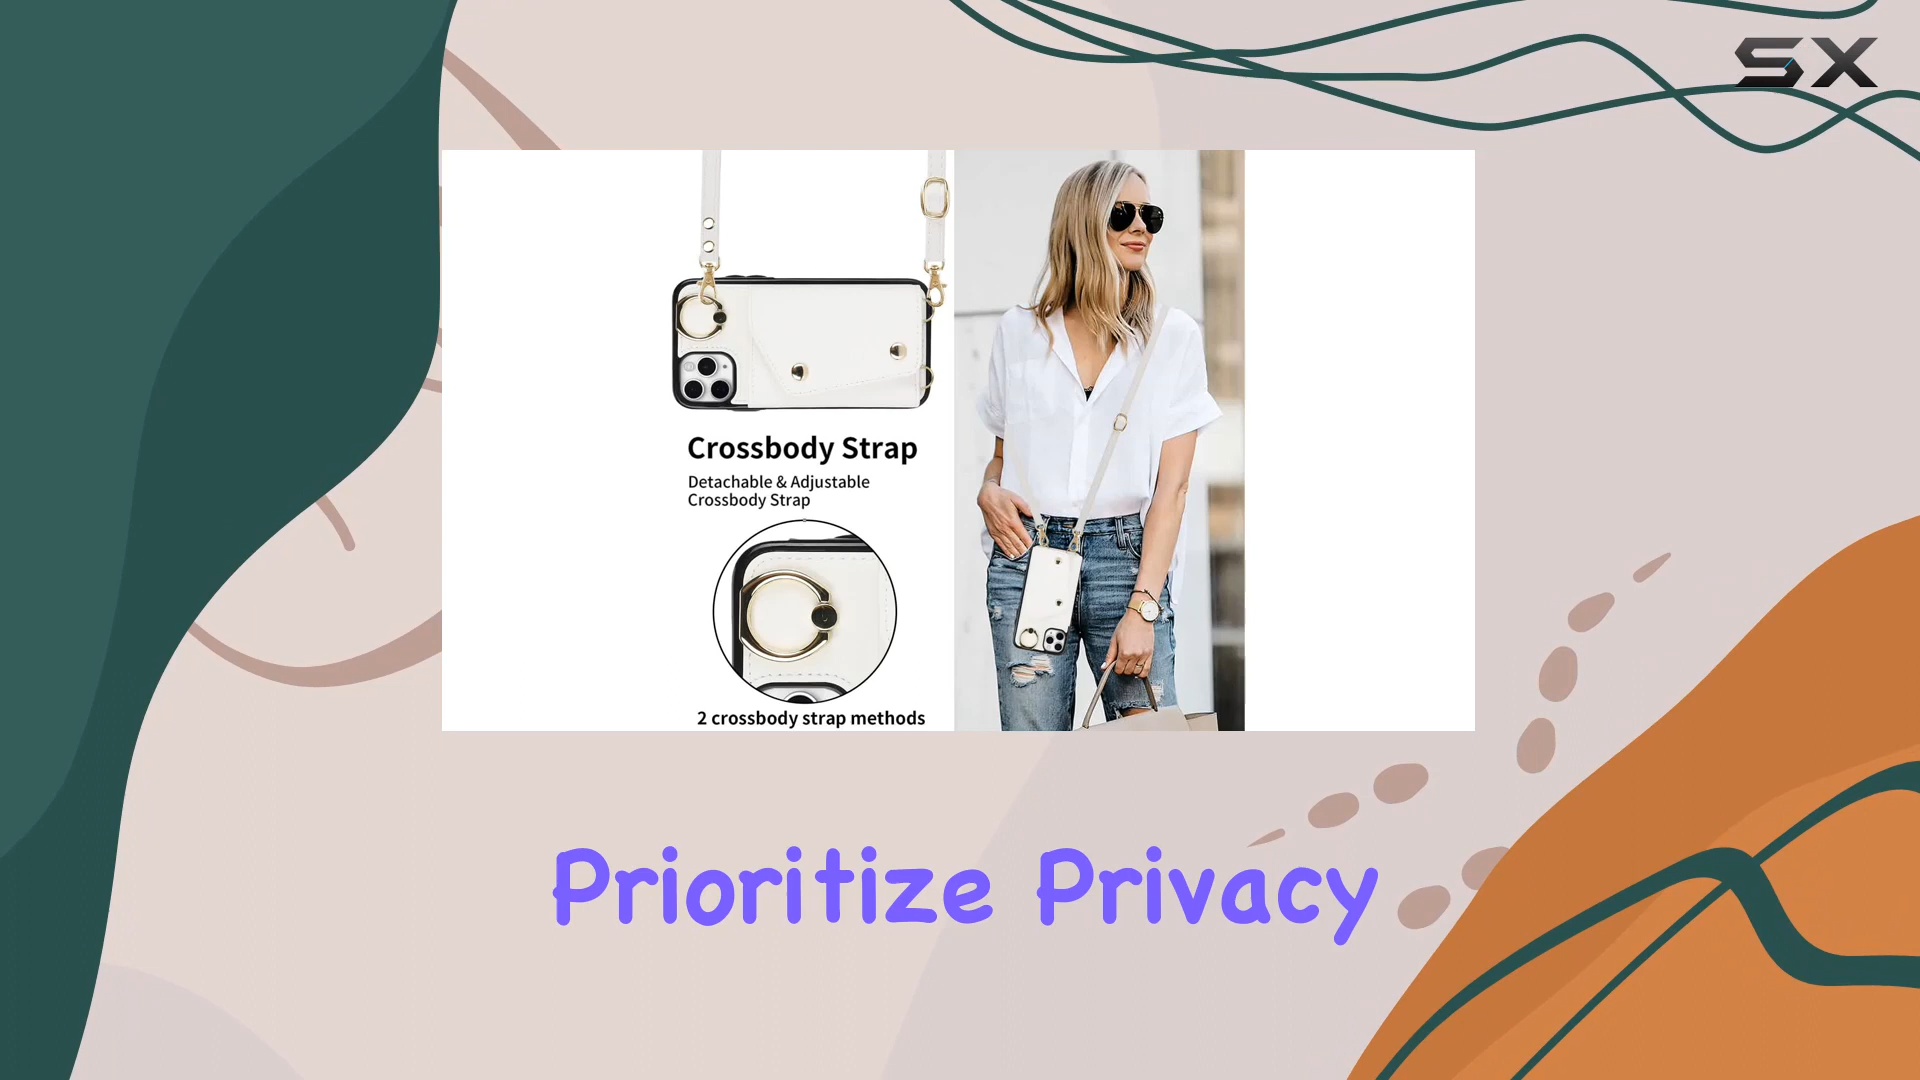 SX
Crossbody Strap
Detachable & Adjustable
Crossbody Strap
2 crossbody strap methods
Prioritize Privacy